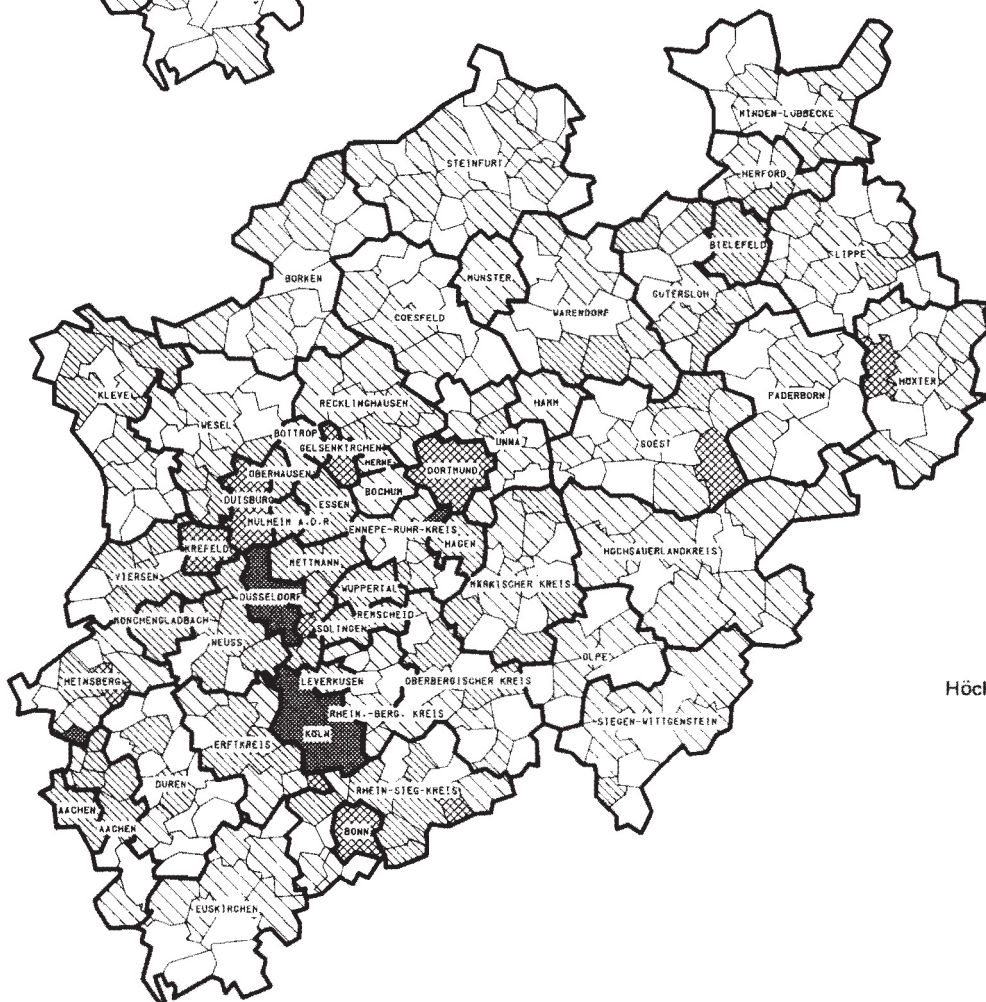 MINDEN-LÜBBECKE
STEINFURT
HERFORD
BIELEFELD
LIPPE
BORKEN
MÜNSTER
GÜTERSLOH
COESFELD
WARENDORF
KLEVE
HÖXTER
PADERBORN
RECKLINGHAUSEN
HAMM
WESEL
BOTTROP
UNNA
SOEST
GELSENKIRCHEN
HERNE
DORTMUND
OBERHAUSEN
BOCHUM
DUISBURG
ESSEN
MÜLHEIM A.D.R
ENNEPE-RUHR-KREIS
HAGEN
KREFELD
HOCHSAUERLANDKREIS
METTMANN
VIERSEN
WUPPERTAL
MÄRKISCHER KREIS
DÜSSELDORF
REMSCHEID
MÖNCHENGLADBACH
SOLINGEN
NEUSS
OLPE
HEINSBERG
LEVERKUSEN
OBERBERGISCHER KREIS
Höch
RHEIN.-BERG. KREIS
SIEGEN-WITTGENSTEIN
KÖLN
ERFTKREIS
DÜREN
RHEIN-SIEG-KREIS
AACHEN
AACHEN
BONN
EUSKIRCHEN